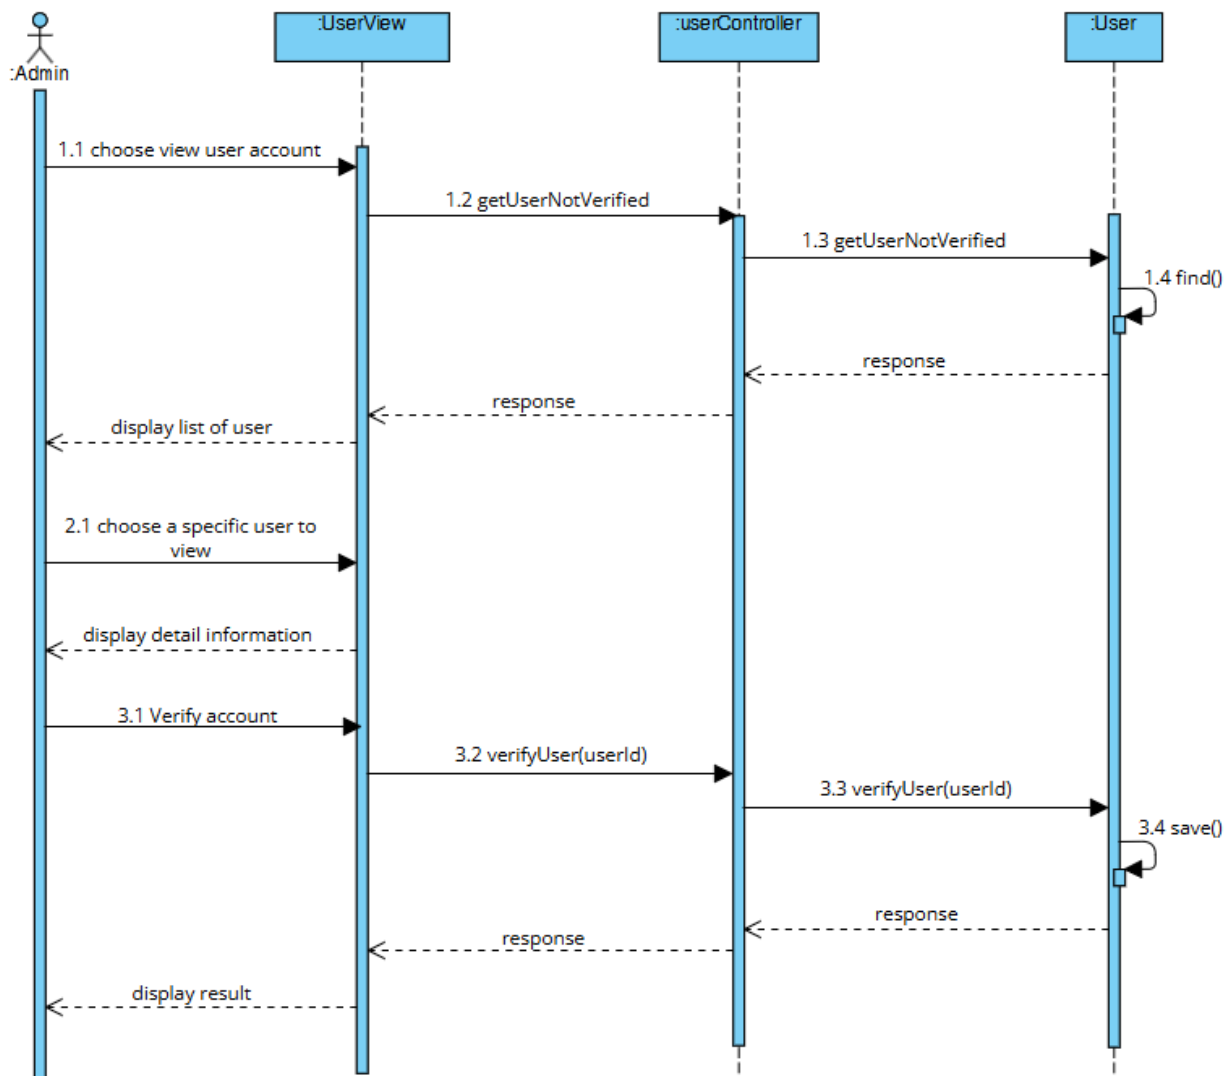 :UserView
:userController
:User
:Admin
1.1 choose view user account
1.2 getUserNotVerified
1.3 getUserNotVerified
1.4 find()
response
response
display list of user
2.1 choose a specific user to
view
display detail information
3.1 Verify account
3.2 verifyUser(userId)
3.3 verifyUser(userId)
3.4 save()
response
response
display result